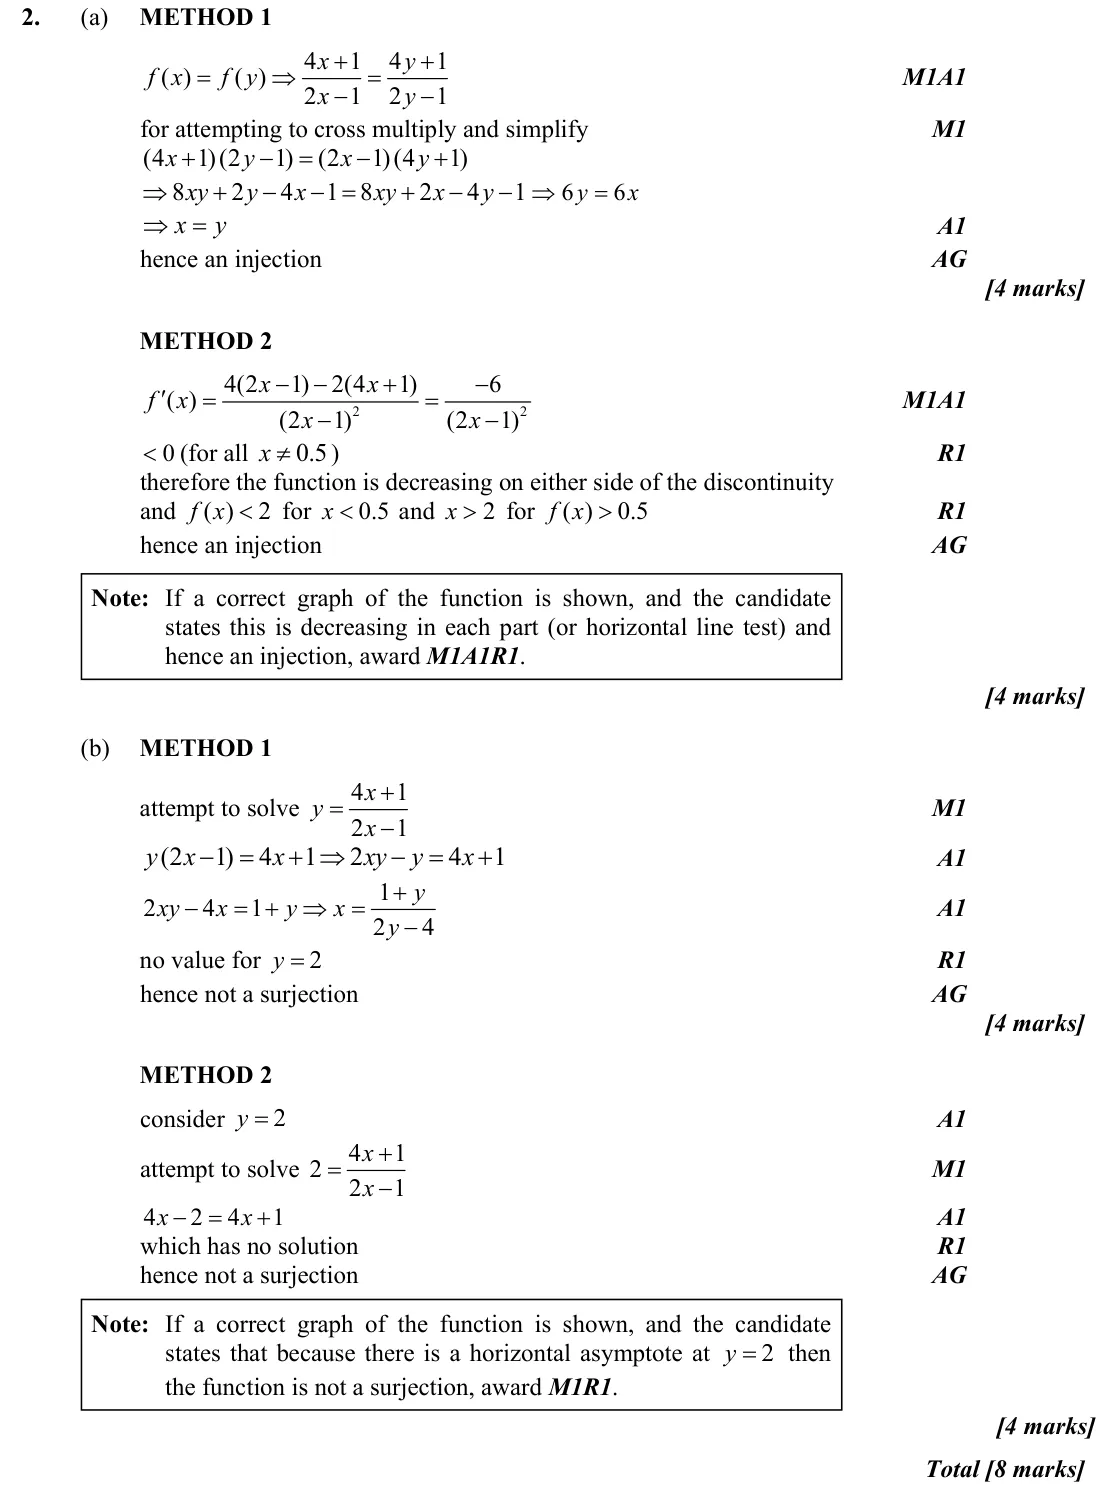 2. (a) METHOD 1
f(x) = f(y) ⇒ (4x+1)/(2x−1) = (4y+1)/(2y−1) M1A1
for attempting to cross multiply and simplify M1
(4x+1)(2y−1) = (2x−1)(4y+1)
⇒ 8xy + 2y − 4x − 1 = 8xy + 2x − 4y − 1 ⇒ 6y = 6x
⇒ x = y A1
hence an injection AG
[4 marks]
METHOD 2
f′(x) = (4(2x−1) − 2(4x+1))/(2x−1)² = −6/(2x−1)² M1A1
< 0 (for all x ≠ 0.5) R1
therefore the function is decreasing on either side of the discontinuity
and f(x) < 2 for x < 0.5 and x > 2 for f(x) > 0.5 R1
hence an injection AG
Note: If a correct graph of the function is shown, and the candidate
states this is decreasing in each part (or horizontal line test) and
hence an injection, award M1A1R1.
[4 marks]
(b) METHOD 1
attempt to solve y = (4x+1)/(2x−1) M1
y(2x−1) = 4x+1 ⇒ 2xy − y = 4x+1 A1
2xy − 4x = 1 + y ⇒ x = (1+y)/(2y−4) A1
no value for y = 2 R1
hence not a surjection AG
[4 marks]
METHOD 2
consider y = 2 A1
attempt to solve 2 = (4x+1)/(2x−1) M1
4x − 2 = 4x + 1 A1
which has no solution R1
hence not a surjection AG
Note: If a correct graph of the function is shown, and the candidate
states that because there is a horizontal asymptote at y = 2 then
the function is not a surjection, award M1R1.
[4 marks]
Total [8 marks]